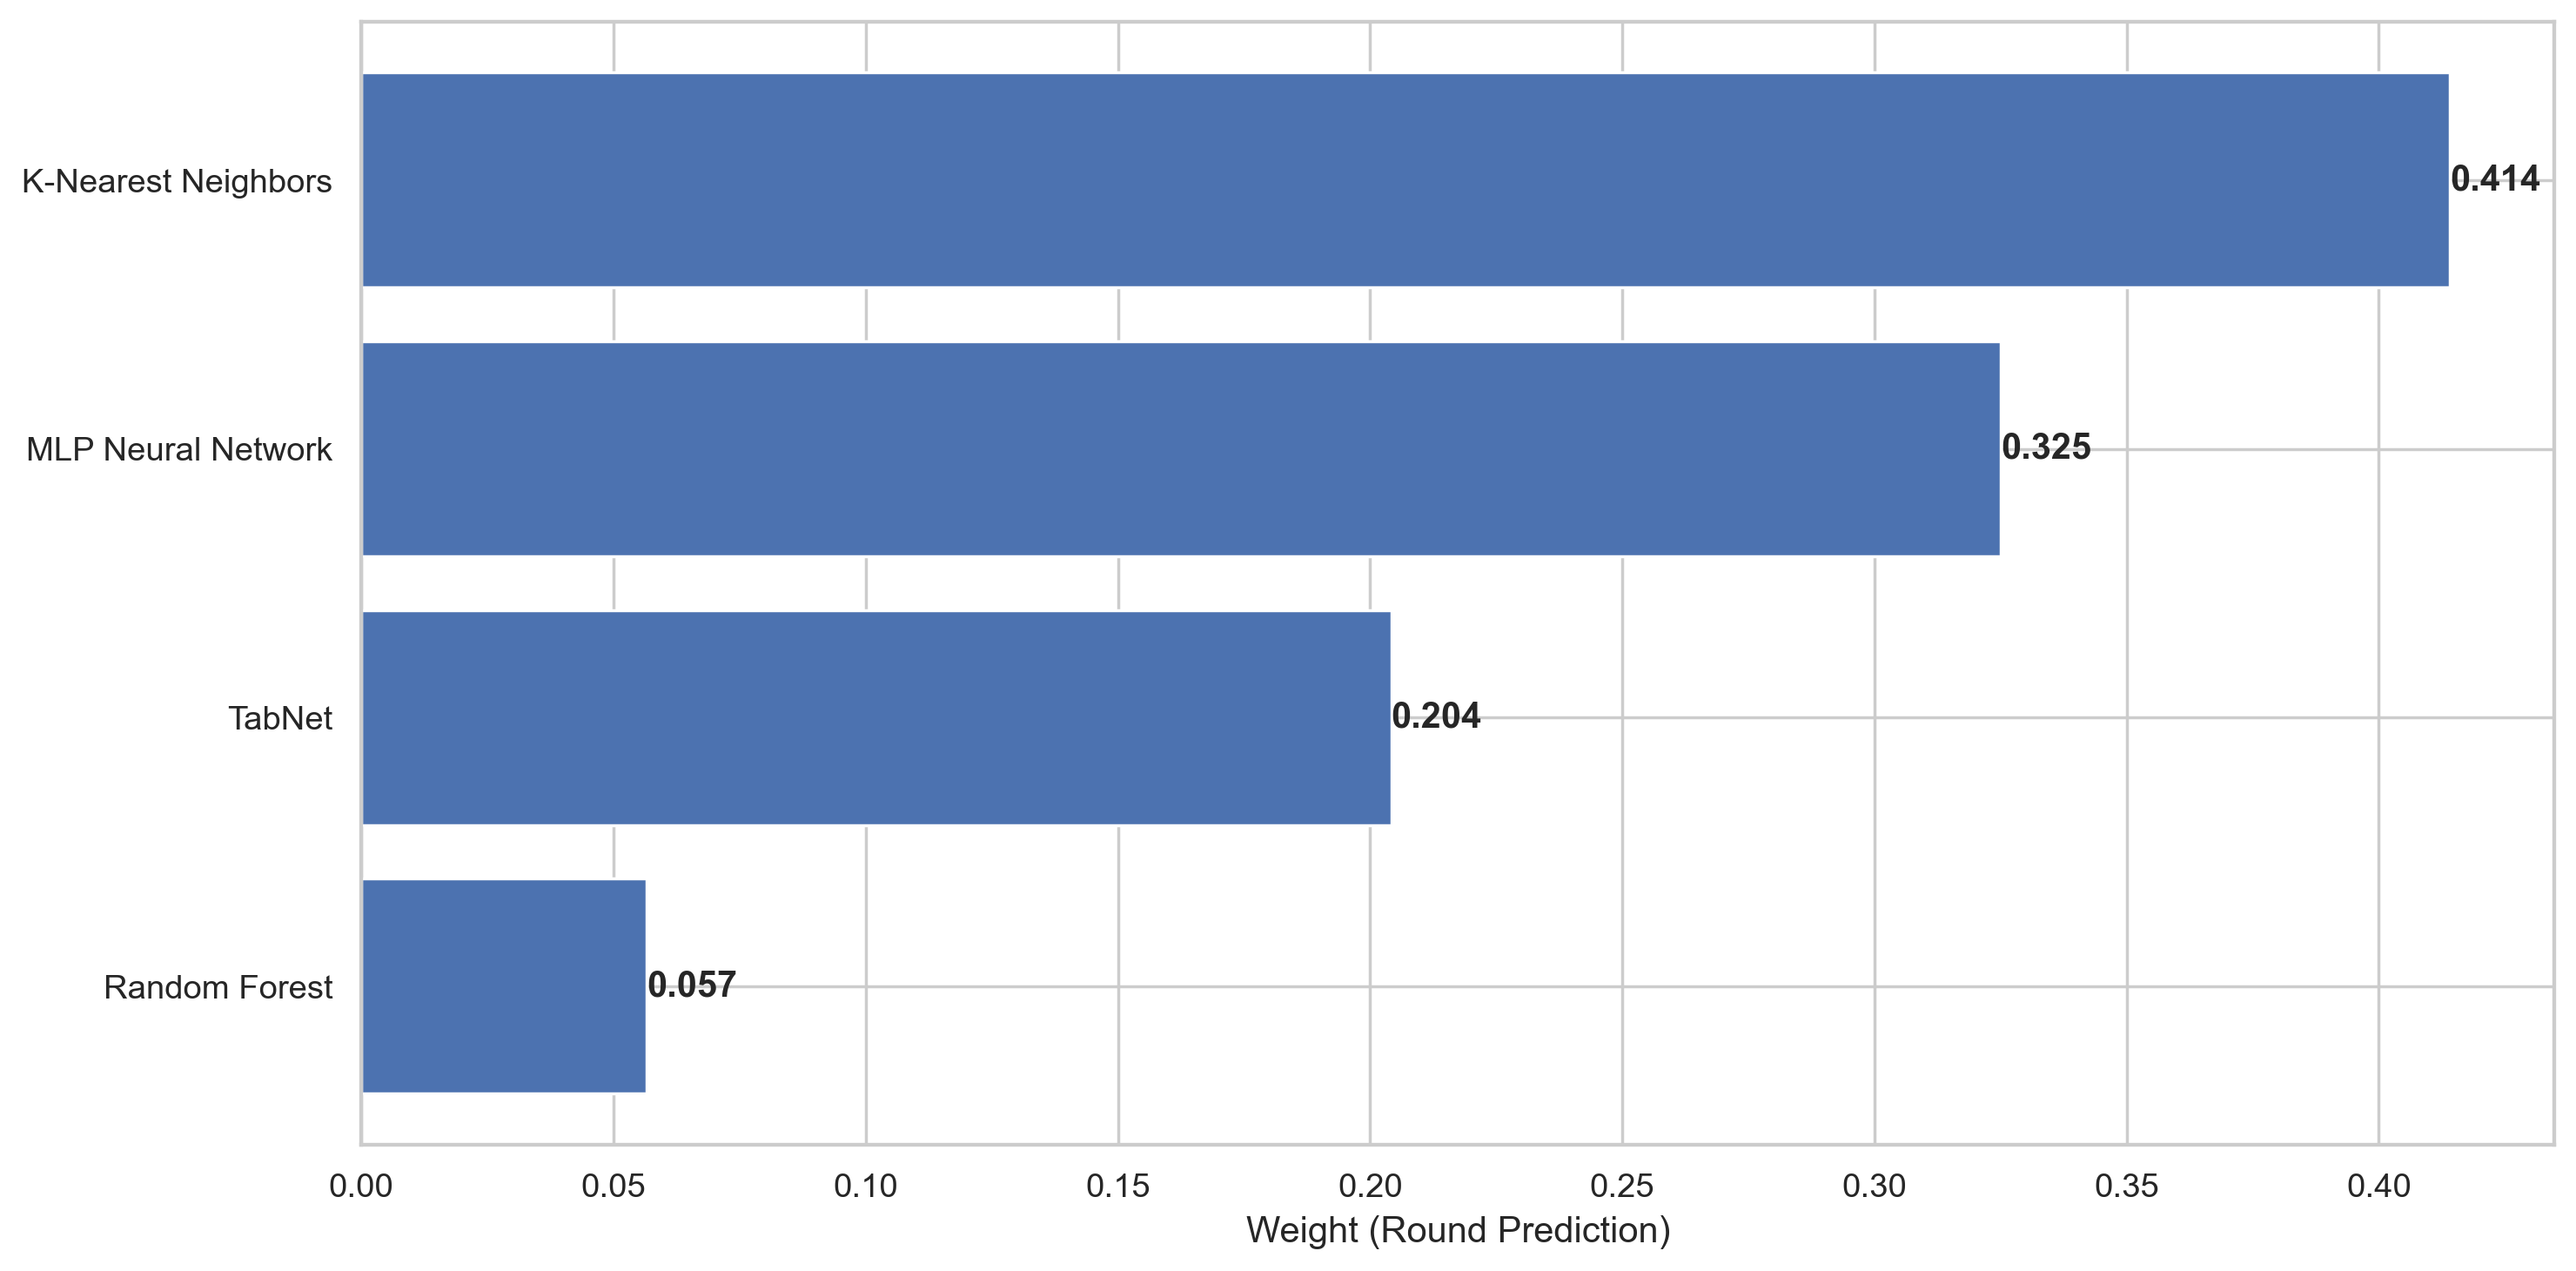 K-Nearest Neighbors
0.414
MLP Neural Network
0.325
TabNet
0.204
Random Forest
0.057
0.00 0.05 0.10 0.15 0.20 0.25 0.30 0.35 0.40
Weight (Round Prediction)